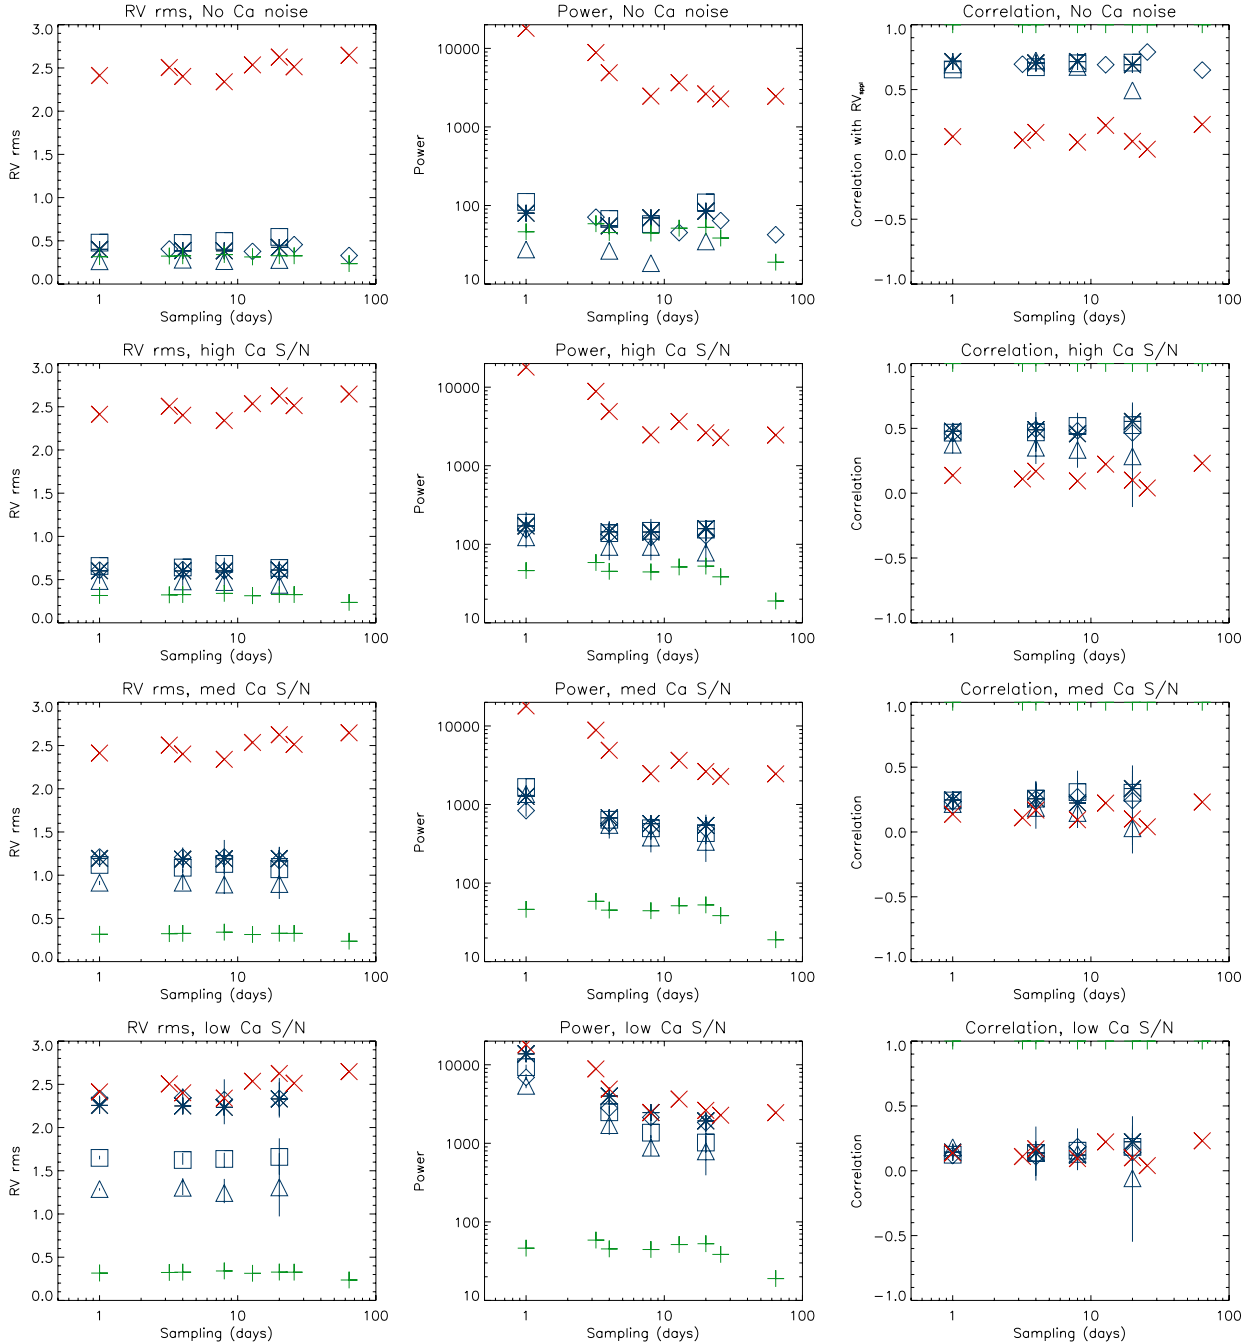 RV rms, No Ca noise
3.0
2.5
2.0
1.5
1.0
0.5
0.0
RV rms
1 10 100
Sampling (days)
Power, No Ca noise
10000
1000
100
10
Power
1 10 100
Sampling (days)
Correlation, No Ca noise
1.0
0.5
0.0
−0.5
−1.0
Correlation with RV
1 10 100
Sampling (days)
RV rms, high Ca S/N
3.0
2.5
2.0
1.5
1.0
0.5
0.0
RV rms
1 10 100
Sampling (days)
Power, high Ca S/N
10000
1000
100
10
Power
1 10 100
Sampling (days)
Correlation, high Ca S/N
1.0
0.5
0.0
−0.5
−1.0
Correlation
1 10 100
Sampling (days)
RV rms, med Ca S/N
3.0
2.5
2.0
1.5
1.0
0.5
0.0
RV rms
1 10 100
Sampling (days)
Power, med Ca S/N
10000
1000
100
10
Power
1 10 100
Sampling (days)
Correlation, med Ca S/N
1.0
0.5
0.0
−0.5
−1.0
Correlation
1 10 100
Sampling (days)
RV rms, low Ca S/N
3.0
2.5
2.0
1.5
1.0
0.5
0.0
RV rms
1 10 100
Sampling (days)
Power, low Ca S/N
10000
1000
100
10
Power
1 10 100
Sampling (days)
Correlation, low Ca S/N
1.0
0.5
0.0
−0.5
−1.0
Correlation
1 10 100
Sampling (days)